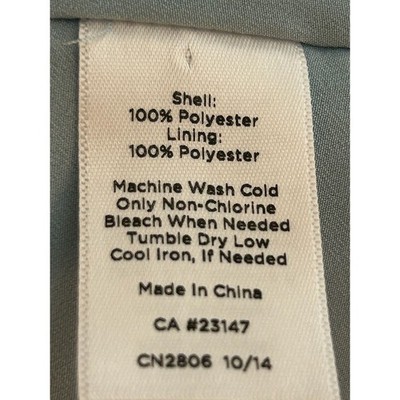 Shell:
100% Polyester
Lining:
100% Polyester
Machine Wash Cold
Only Non-Chlorine
Bleach When Needed
Tumble Dry Low
Cool Iron, If Needed
Made In China
CA #23147
CN2806 10/14